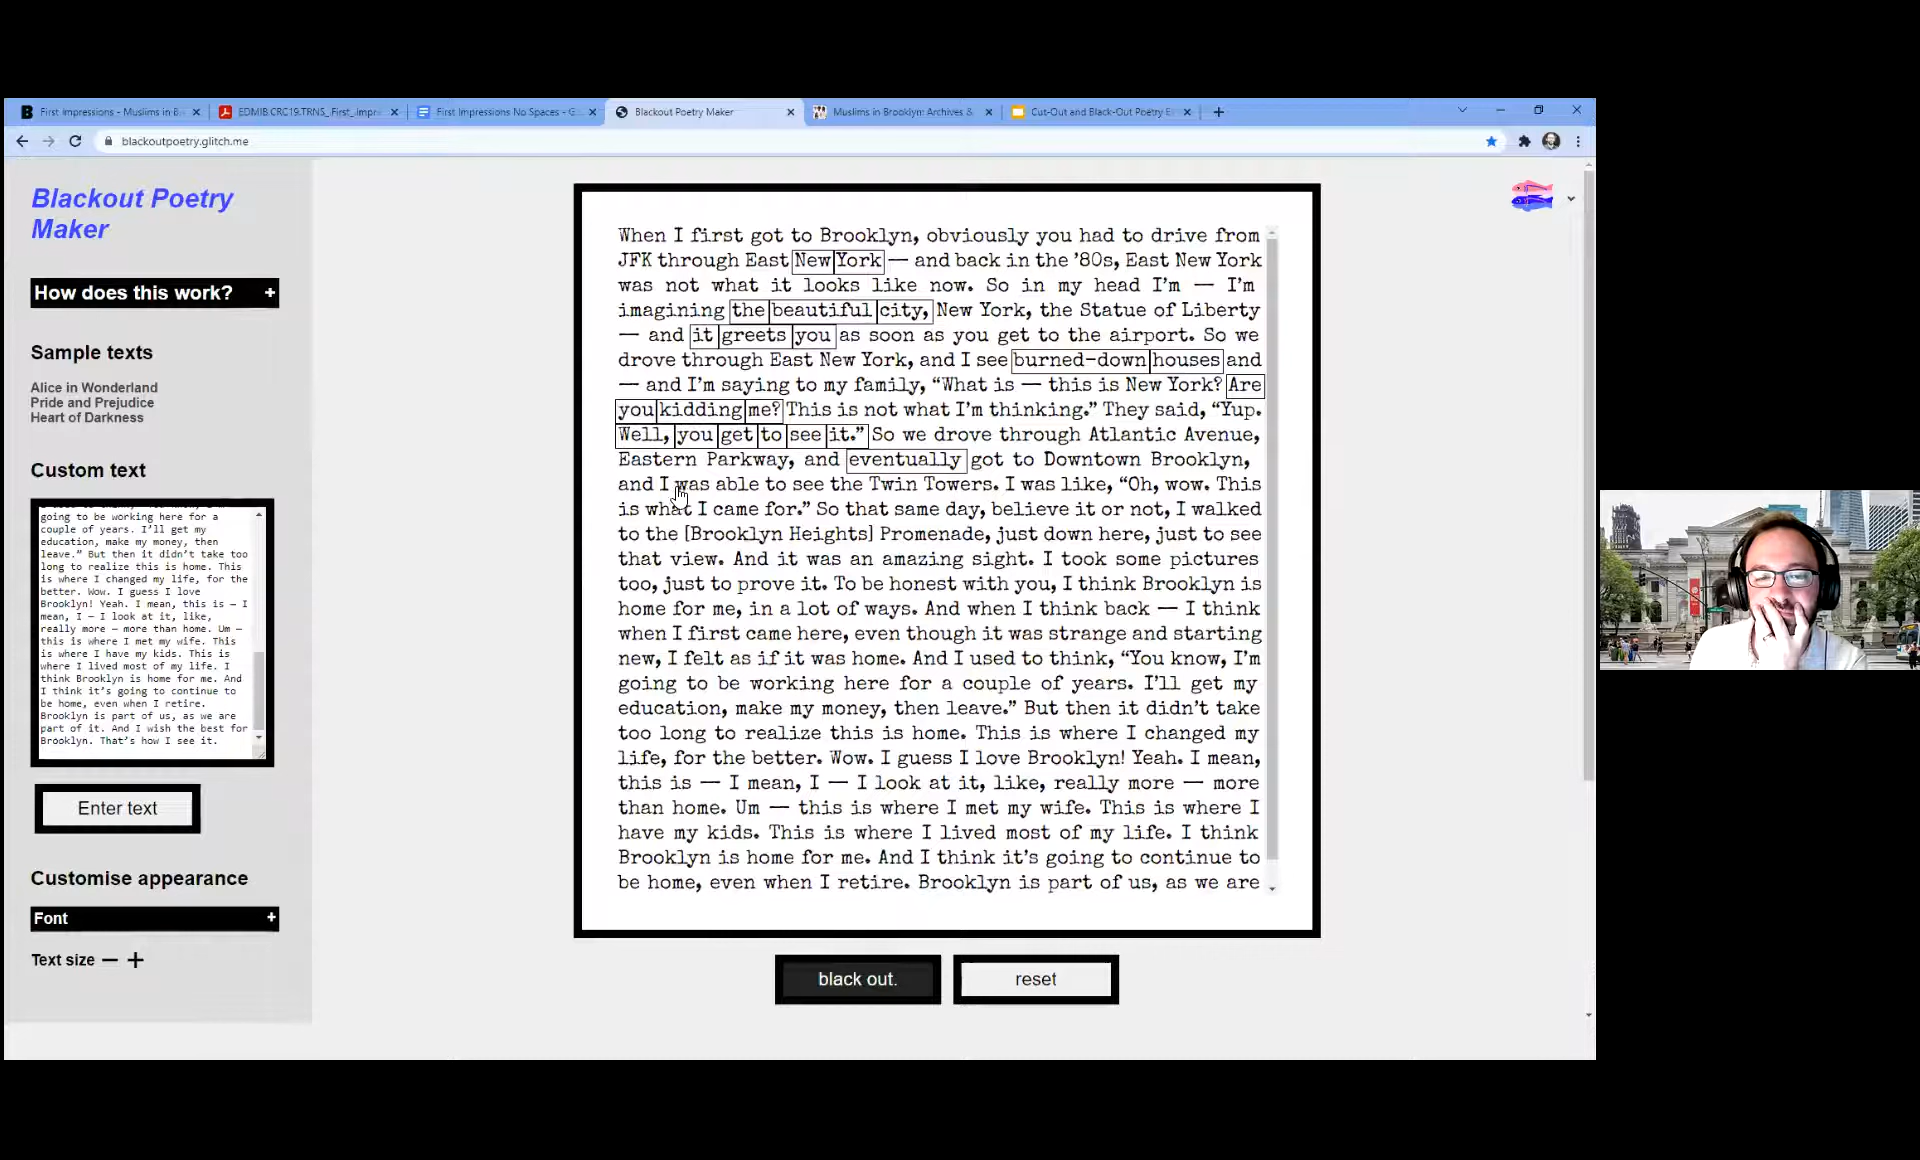 First Impressions - Muslims in B
EDMIB.CRC19.TRNS_First_Impre
First Impressions No Spaces - G
Blackout Poetry Maker
Muslims in Brooklyn: Archives &
Cut-Out and Black-Out Poetry E
blackoutpoetry.glitch.me
Blackout Poetry
Maker
How does this work? +
Sample texts
Alice in Wonderland
Pride and Prejudice
Heart of Darkness
Custom text
going to be working here for a
couple of years. I'll get my
education, make my money, then
leave." But then it didn't take too
long to realize this is home. This
is where I changed my life, for the
better. Wow. I guess I love
Brooklyn! Yeah. I mean, this is — I
mean, I — I look at it, like,
really more — more than home. Um —
this is where I met my wife. This
is where I have my kids. This is
where I lived most of my life. I
think Brooklyn is home for me. And
I think it's going to continue to
be home, even when I retire.
Brooklyn is part of us, as we are
part of it. And I wish the best for
Brooklyn. That's how I see it.
Enter text
Customise appearance
Font +
Text size — +
When I first got to Brooklyn, obviously you had to drive from
JFK through East New York — and back in the '80s, East New York
was not what it looks like now. So in my head I'm — I'm
imagining the beautiful city, New York, the Statue of Liberty
— and it greets you as soon as you get to the airport. So we
drove through East New York, and I see burned-down houses and
— and I'm saying to my family, “What is — this is New York? Are
you kidding me? This is not what I'm thinking.” They said, “Yup.
Well, you get to see it.” So we drove through Atlantic Avenue,
Eastern Parkway, and eventually got to Downtown Brooklyn,
and I was able to see the Twin Towers. I was like, “Oh, wow. This
is what I came for.” So that same day, believe it or not, I walked
to the [Brooklyn Heights] Promenade, just down here, just to see
that view. And it was an amazing sight. I took some pictures
too, just to prove it. To be honest with you, I think Brooklyn is
home for me, in a lot of ways. And when I think back — I think
when I first came here, even though it was strange and starting
new, I felt as if it was home. And I used to think, “You know, I'm
going to be working here for a couple of years. I'll get my
education, make my money, then leave.” But then it didn't take
too long to realize this is home. This is where I changed my
life, for the better. Wow. I guess I love Brooklyn! Yeah. I mean,
this is — I mean, I — I look at it, like, really more — more
than home. Um — this is where I met my wife. This is where I
have my kids. This is where I lived most of my life. I think
Brooklyn is home for me. And I think it's going to continue to
be home, even when I retire. Brooklyn is part of us, as we are
black out.
reset